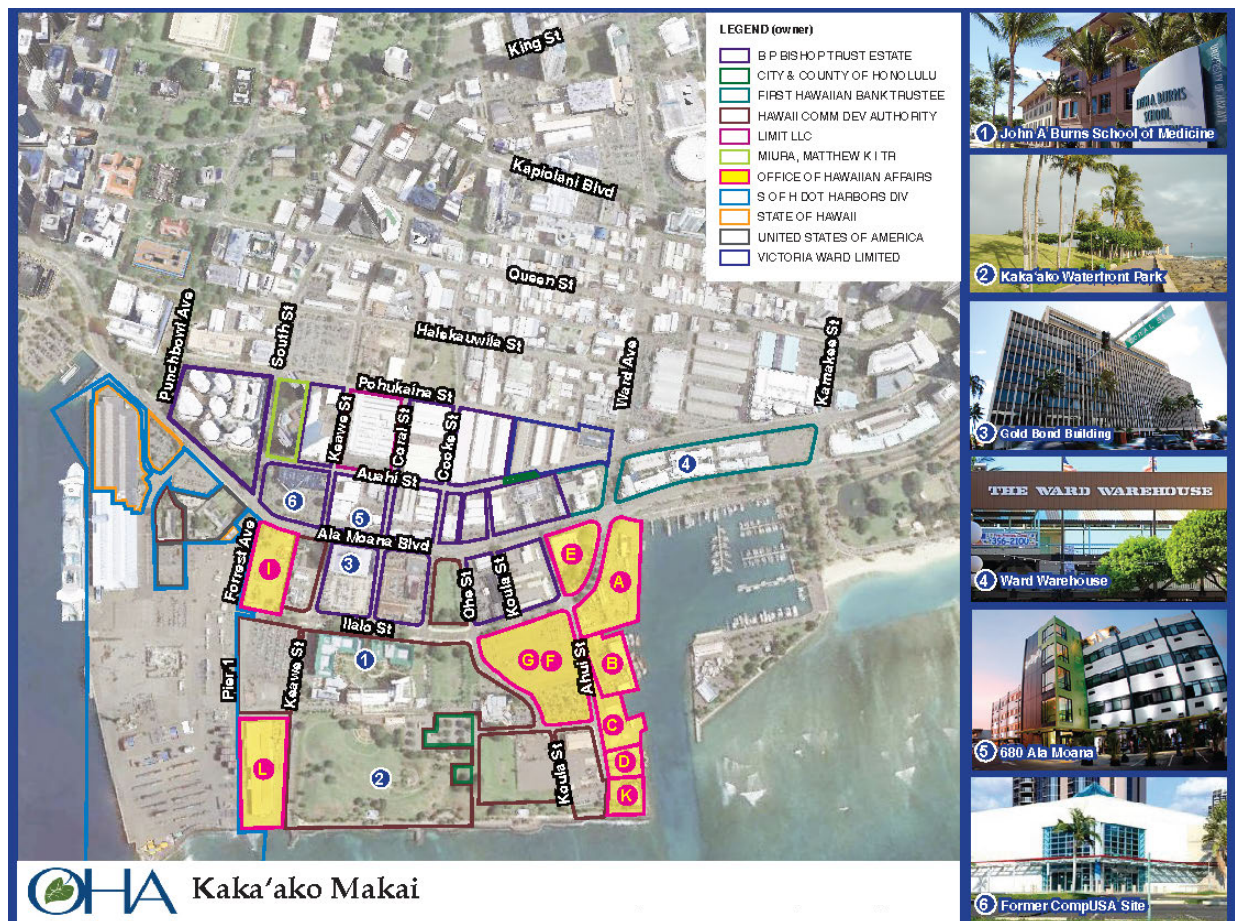 King St
Kapiolani Blvd
Queen St
Halekauwila St
South St
Punchbowl Ave
Pohukaina St
Keawe St
Coral St
Cooke St
Ward Ave
Kamakee St
Auahi St
Ala Moana Blvd
Forrest Ave
Ohe St
Koula St
Ilalo St
Keawe St
Pier 1
Ahui St
Koula St
4
6
5
3
1
2
I
E
A
G F
B
C
D
K
L
LEGEND (owner)
B P BISHOP TRUST ESTATE
CITY & COUNTY OF HONOLULU
FIRST HAWAIIAN BANK TRUSTEE
HAWAII COMM DEV AUTHORITY
LIMIT LLC
MIURA, MATTHEW K I TR
OFFICE OF HAWAIIAN AFFAIRS
S OF H DOT HARBORS DIV
STATE OF HAWAII
UNITED STATES OF AMERICA
VICTORIA WARD LIMITED
JOHN A BURNS
SCHOOL
1 John A Burns School of Medicine
2 Kaka'ako Waterfront Park
3 Gold Bond Building
THE WARD WAREHOUSE
4 Ward Warehouse
5 680 Ala Moana
6 Former CompUSA Site
OHA Kaka'ako Makai